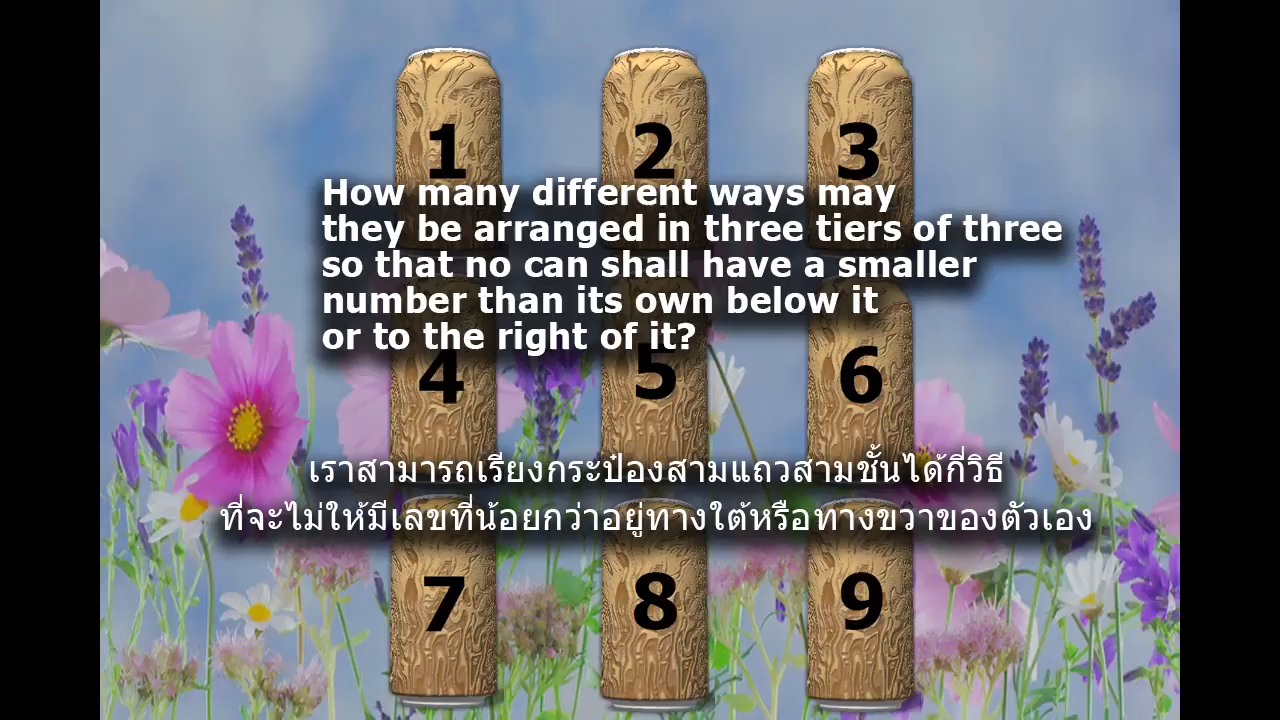 1 2 3
How many different ways may
they be arranged in three tiers of three
so that no can shall have a smaller
number than its own below it
or to the right of it?
4 5 6
เราสามารถเรียงกระป๋องสามแถวสามชั้นได้กี่วิธี
ที่จะไม่ให้มีเลขที่น้อยกว่าอยู่ทางใต้หรือทางขวาของตัวเอง
7 8 9